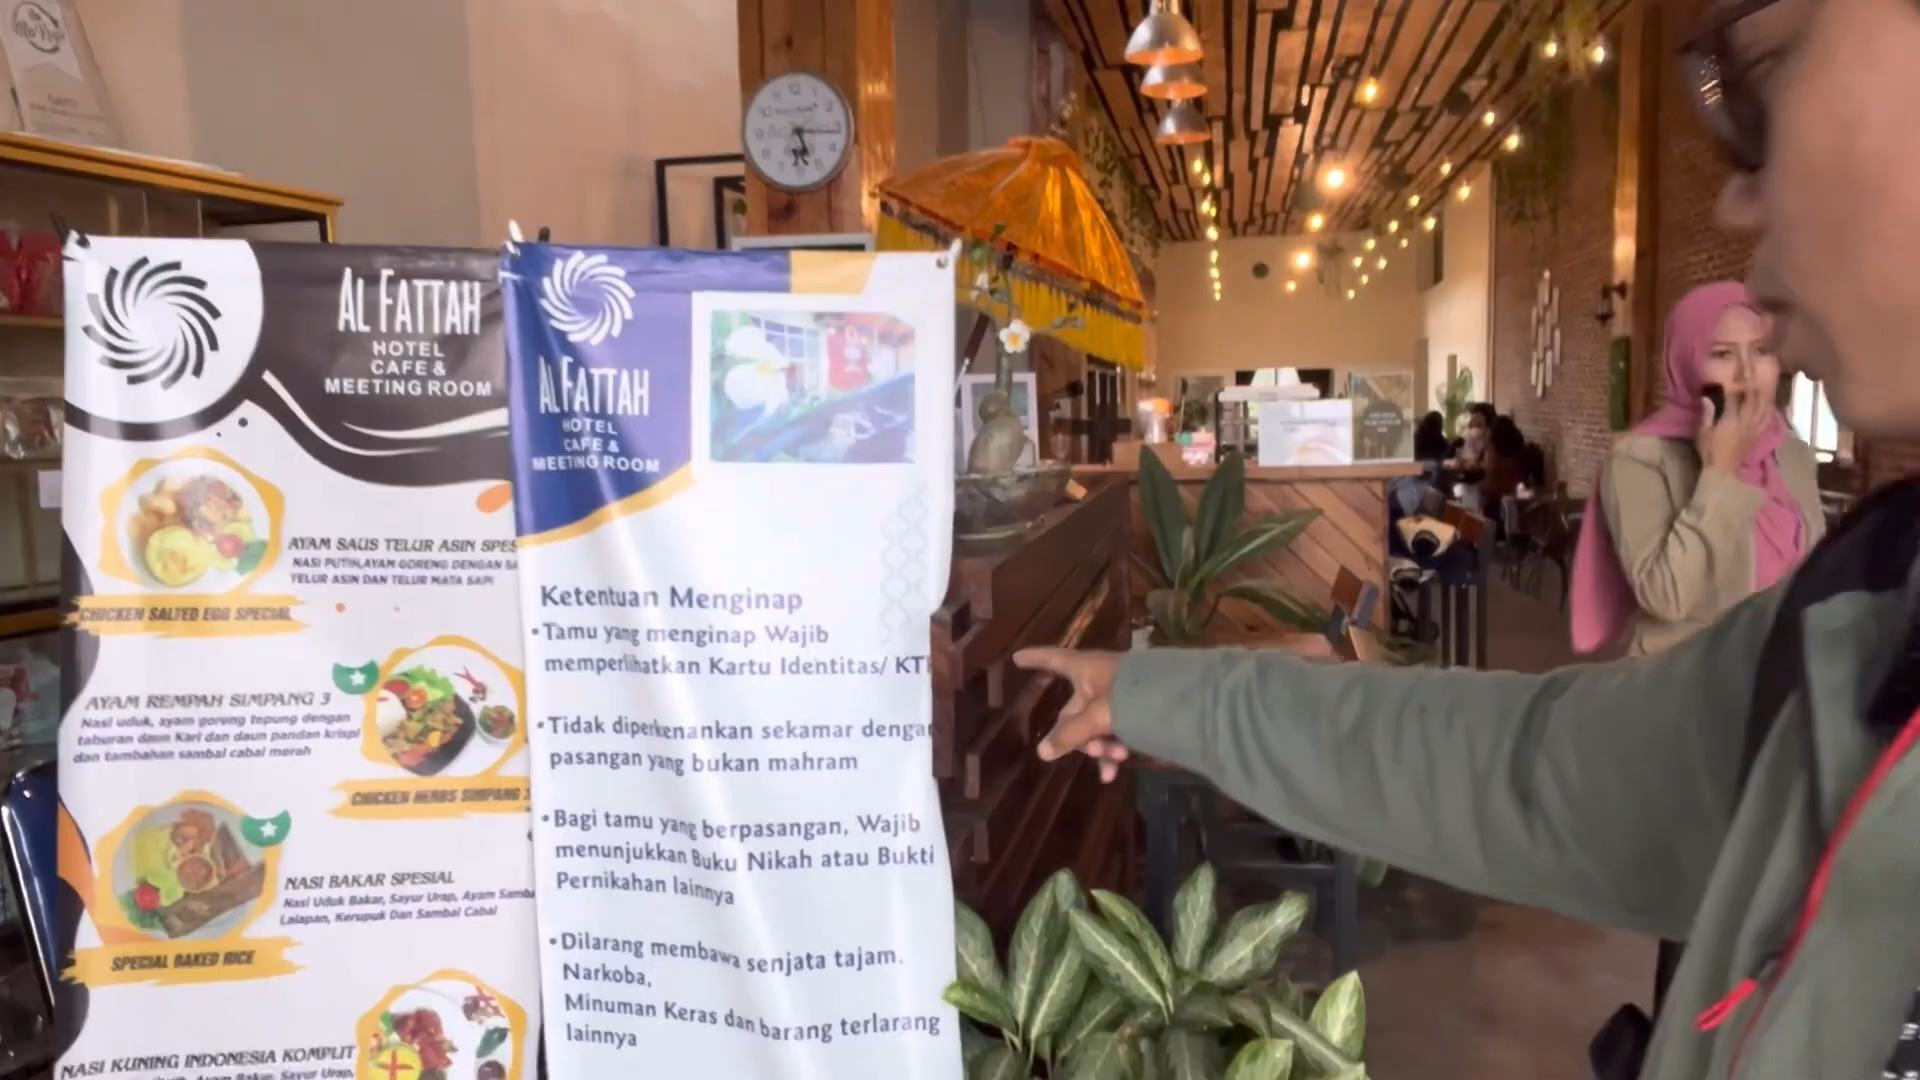 AL FATTAH
HOTEL
CAFE &
MEETING ROOM
AYAM SAUS TELUR ASIN SPES
NASI PUTIH, AYAM GORENG DENGAN SA
TELUR ASIN DAN TELUR MATA SAPI
CHICKEN SALTED EGG SPECIAL
AYAM REMPAH SIMPANG 3
Nasi uduk, ayam goreng tepung dengan
taburan daun Kari dan daun pandan krispi
dan tambahan sambal cabai merah
CHICKEN HERBS SIMPANG
NASI BAKAR SPESIAL
Nasi Uduk Bakar, Sayur Urap, Ayam Samba
Lalapan, Kerupuk Dan Sambal Cabai
SPECIAL BAKED RICE
NASI KUNING INDONESIA KOMPLIT
Ayam Bakar, Sayur Urap,
AL FATTAH
HOTEL
CAFE &
MEETING ROOM
Ketentuan Menginap
•Tamu yang menginap Wajib
memperlihatkan Kartu Identitas/ KTP
•Tidak diperkenankan sekamar dengan
pasangan yang bukan mahram
•Bagi tamu yang berpasangan, Wajib
menunjukkan Buku Nikah atau Bukti
Pernikahan lainnya
•Dilarang membawa senjata tajam,
Narkoba,
Minuman Keras dan barang terlarang
lainnya